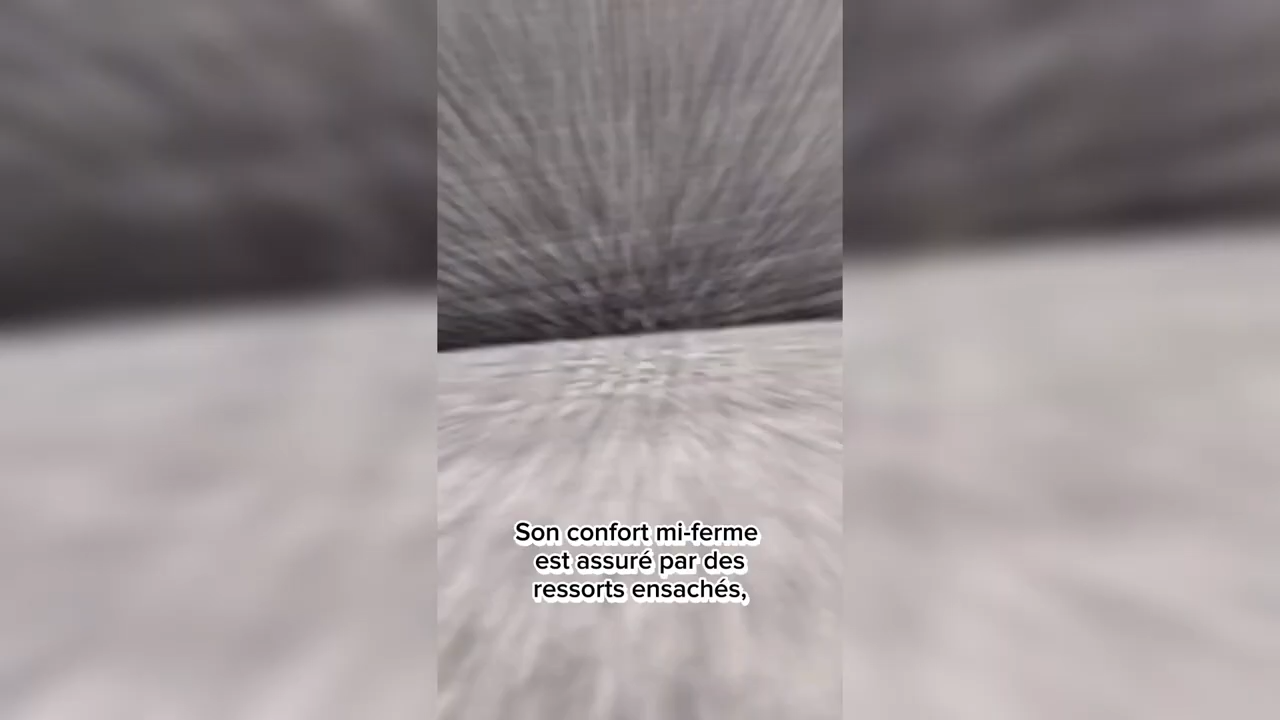 Son confort mi-ferme
est assuré par des
ressorts ensachés,